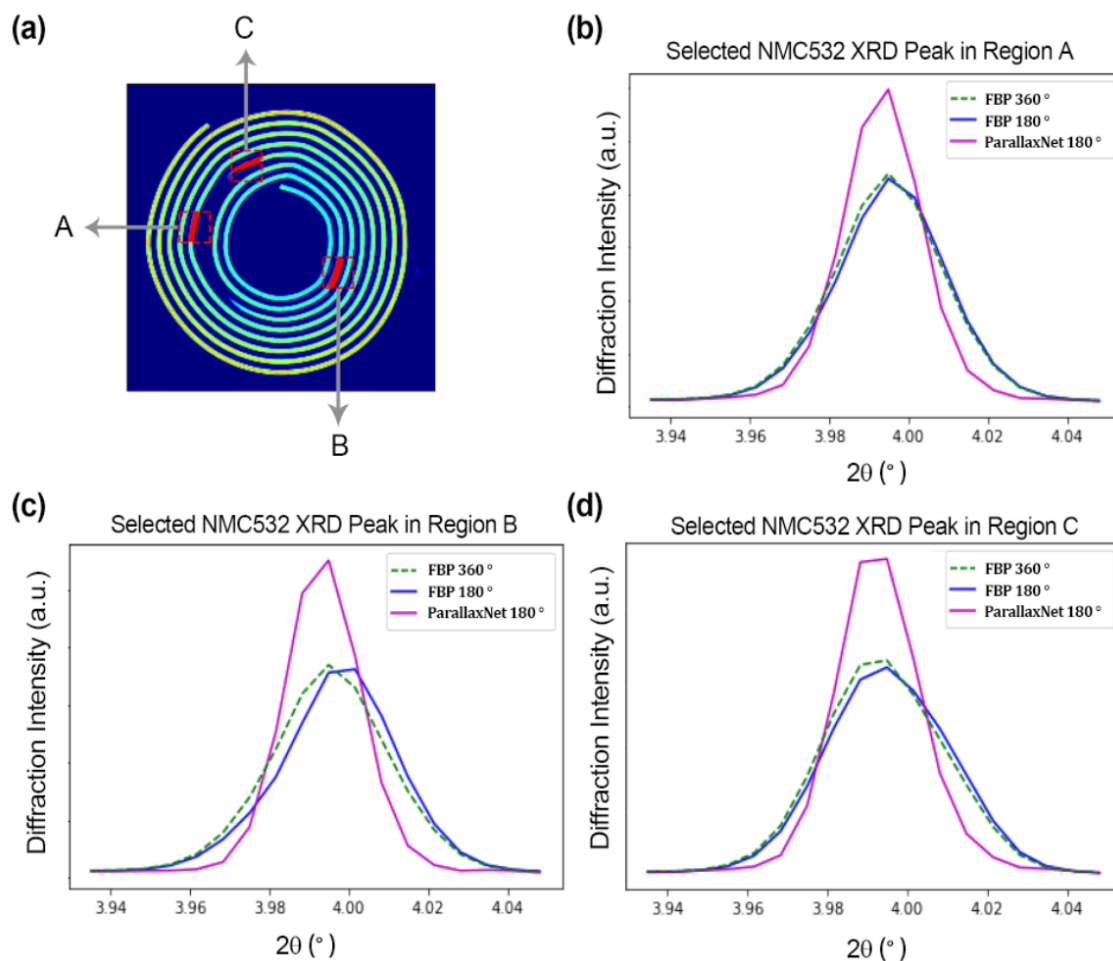 (a)
C
A
B
(b)
Selected NMC532 XRD Peak in Region A
FBP 360 °
FBP 180 °
ParallaxNet 180 °
Diffraction Intensity (a.u.)
3.94 3.96 3.98 4.00 4.02 4.04
2θ (°)
(c)
Selected NMC532 XRD Peak in Region B
FBP 360 °
FBP 180 °
ParallaxNet 180 °
Diffraction Intensity (a.u.)
3.94 3.96 3.98 4.00 4.02 4.04
2θ (°)
(d)
Selected NMC532 XRD Peak in Region C
FBP 360 °
FBP 180 °
ParallaxNet 180 °
Diffraction Intensity (a.u.)
3.94 3.96 3.98 4.00 4.02 4.04
2θ (°)